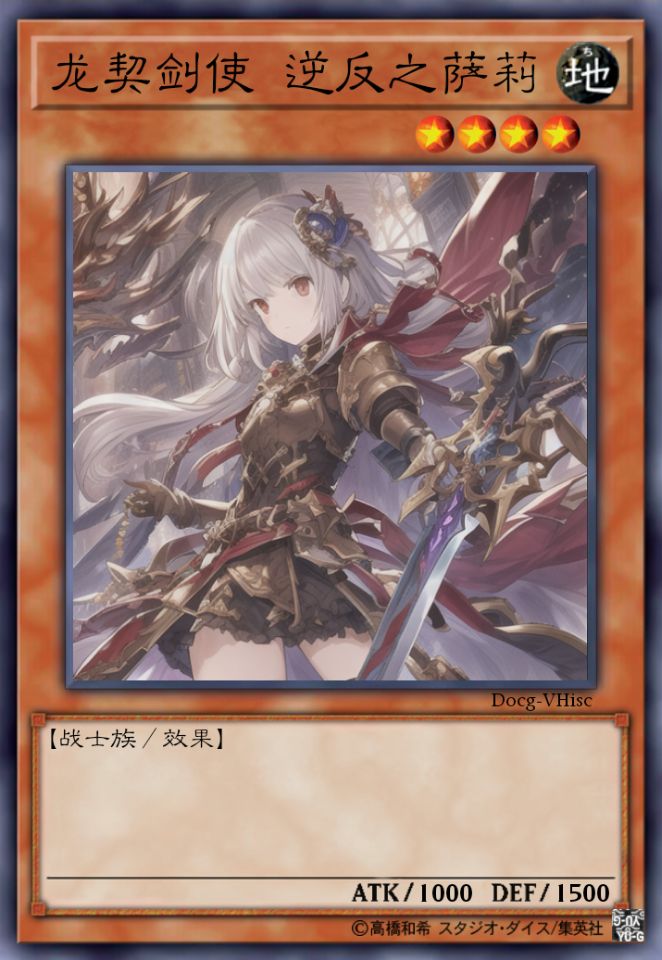 龙契剑使 逆反之萨莉
ち
地
Docg-VHisc
【战士族／效果】
ATK/1000 DEF/1500
©高橋和希 スタジオ・ダイス/集英社